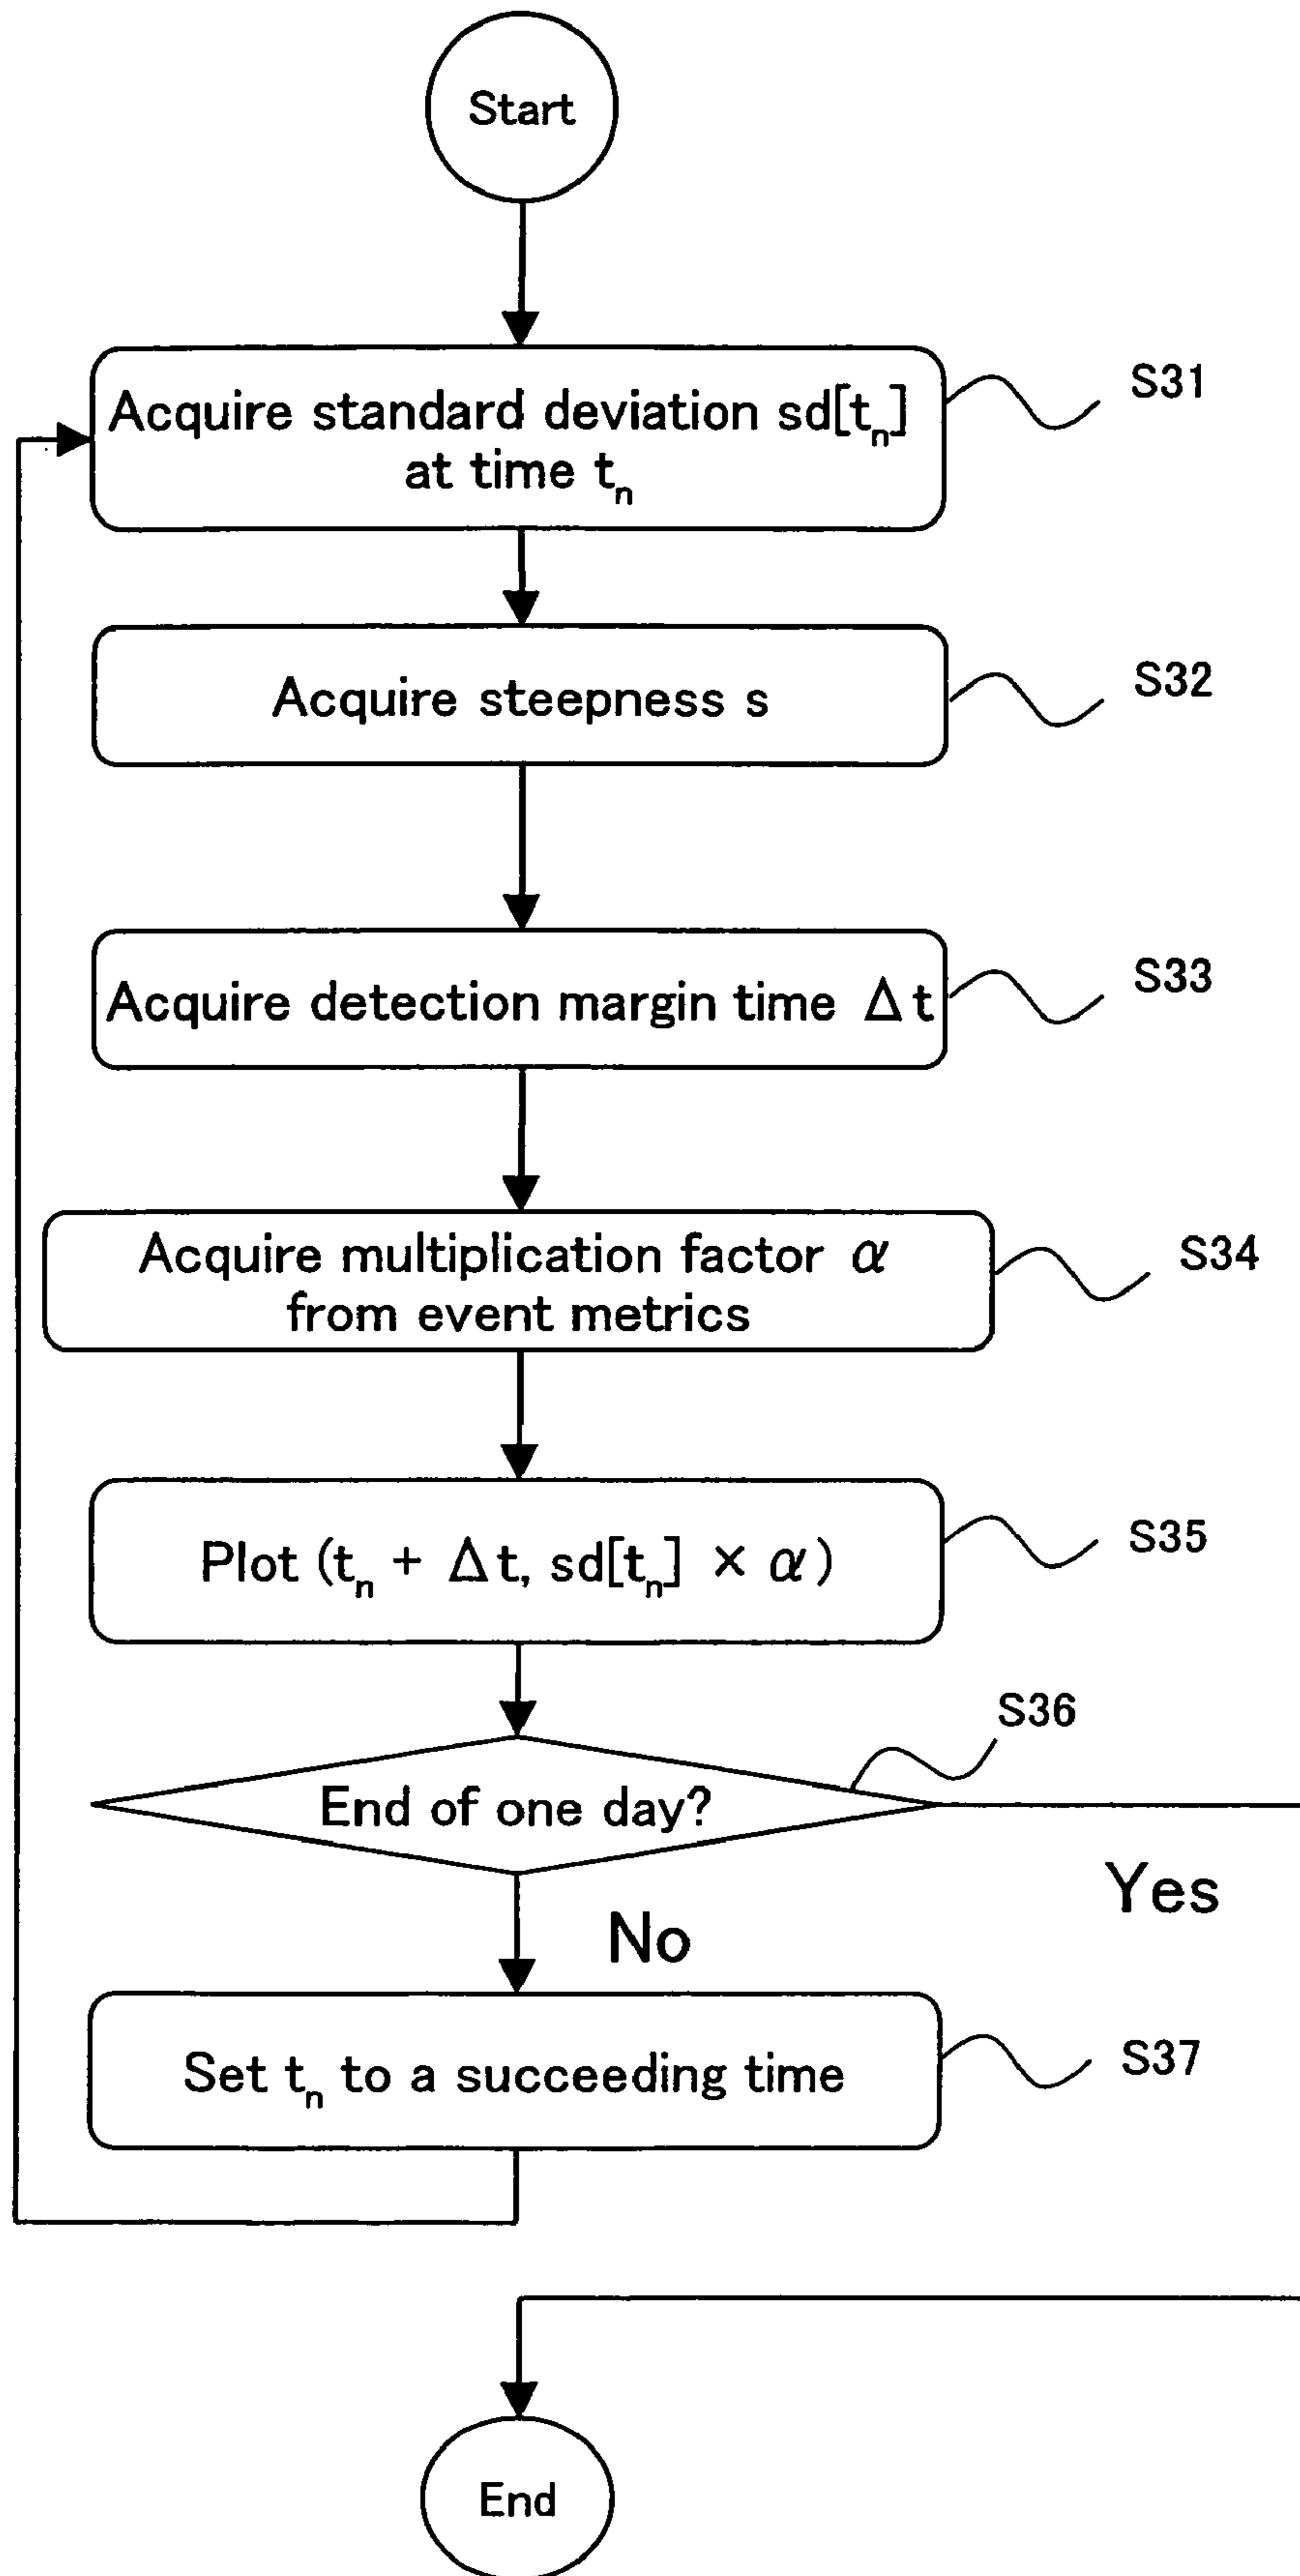 Start
Acquire standard deviation sd[tₙ]
at time tₙ
S31
Acquire steepness s
S32
Acquire detection margin time Δt
S33
Acquire multiplication factor α
from event metrics
S34
Plot (tₙ + Δt, sd[tₙ] × α)
S35
S36
End of one day?
Yes
No
Set tₙ to a succeeding time
S37
End